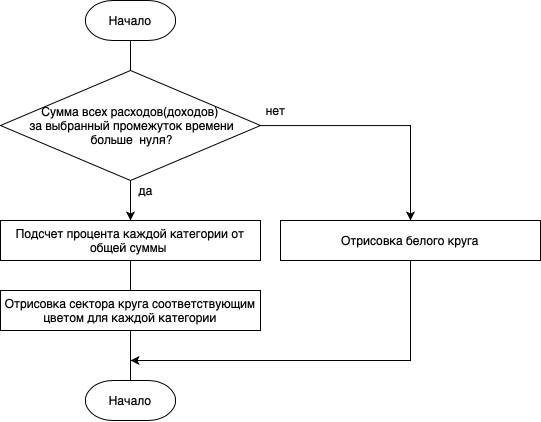 Начало
Сумма всех расходов(доходов)
за выбранный промежуток времени
больше нуля?
нет
да
Подсчет процента каждой категории от
общей суммы
Отрисовка белого круга
Отрисовка сектора круга соответствующим
цветом для каждой категории
Начало